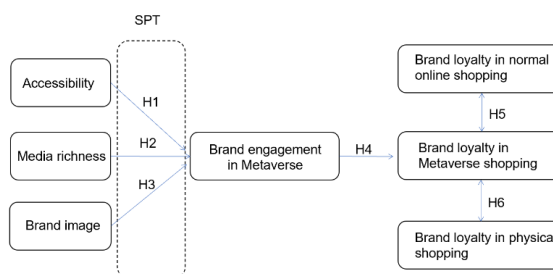 SPT
Accessibility
Media richness
Brand image
H1
H2
H3
Brand engagement
in Metaverse
H4
Brand loyalty in normal
online shopping
H5
Brand loyalty in
Metaverse shopping
H6
Brand loyalty in physical
shopping